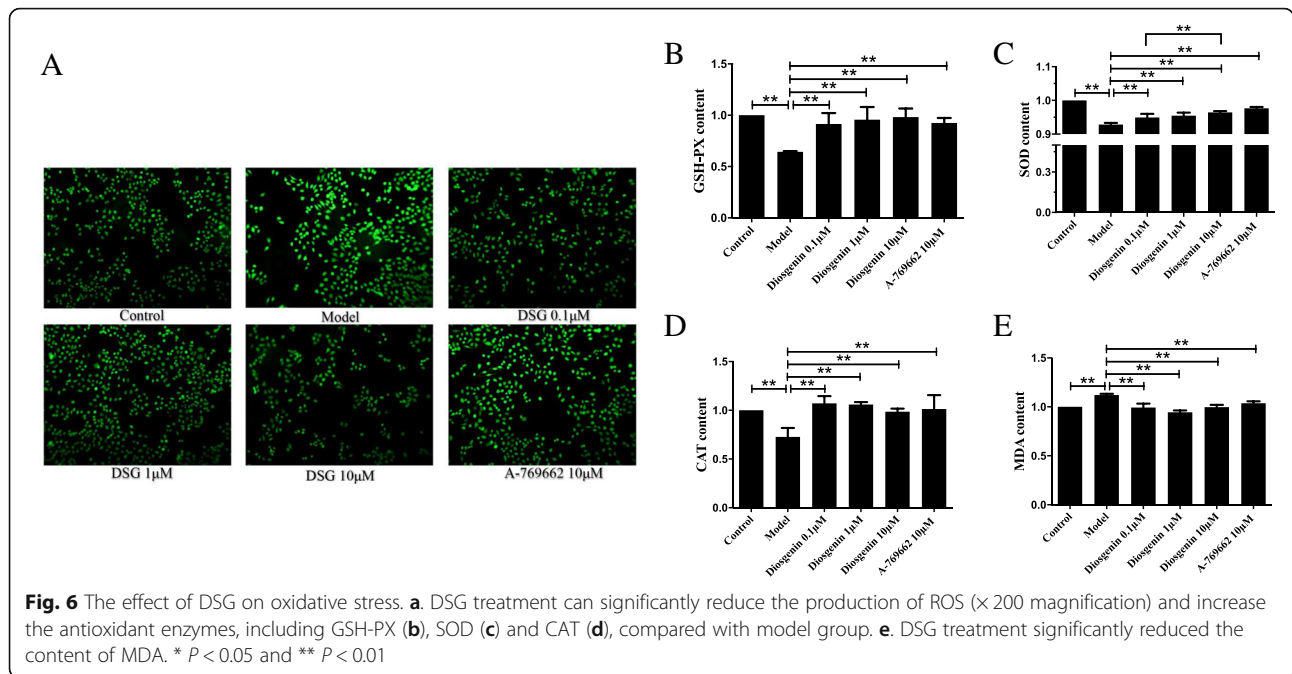 A
Control
Model
DSG 0.1μM
DSG 1μM
DSG 10μM
A-769662 10μM
B
GSH-PX content
1.5
1.0
0.5
0.0
**
**
**
** **
Control
Model
Diosgenin 0.1μM
Diosgenin 1μM
Diosgenin 10μM
A-769662 10μM
C
SOD content
1.1
1.0
0.9
0.3
0.0
**
**
**
**
** **
Control
Model
Diosgenin 0.1μM
Diosgenin 1μM
Diosgenin 10μM
A-769662 10μM
D
CAT content
1.5
1.0
0.5
0.0
**
**
**
** **
Control
Model
Diosgenin 0.1μM
Diosgenin 1μM
Diosgenin 10μM
A-769662 10μM
E
MDA content
1.5
1.0
0.5
0.0
**
**
**
** **
Control
Model
Diosgenin 0.1μM
Diosgenin 1μM
Diosgenin 10μM
A-769662 10μM
Fig. 6 The effect of DSG on oxidative stress. a. DSG treatment can significantly reduce the production of ROS (× 200 magnification) and increase
the antioxidant enzymes, including GSH-PX (b), SOD (c) and CAT (d), compared with model group. e. DSG treatment significantly reduced the
content of MDA. * P < 0.05 and ** P < 0.01